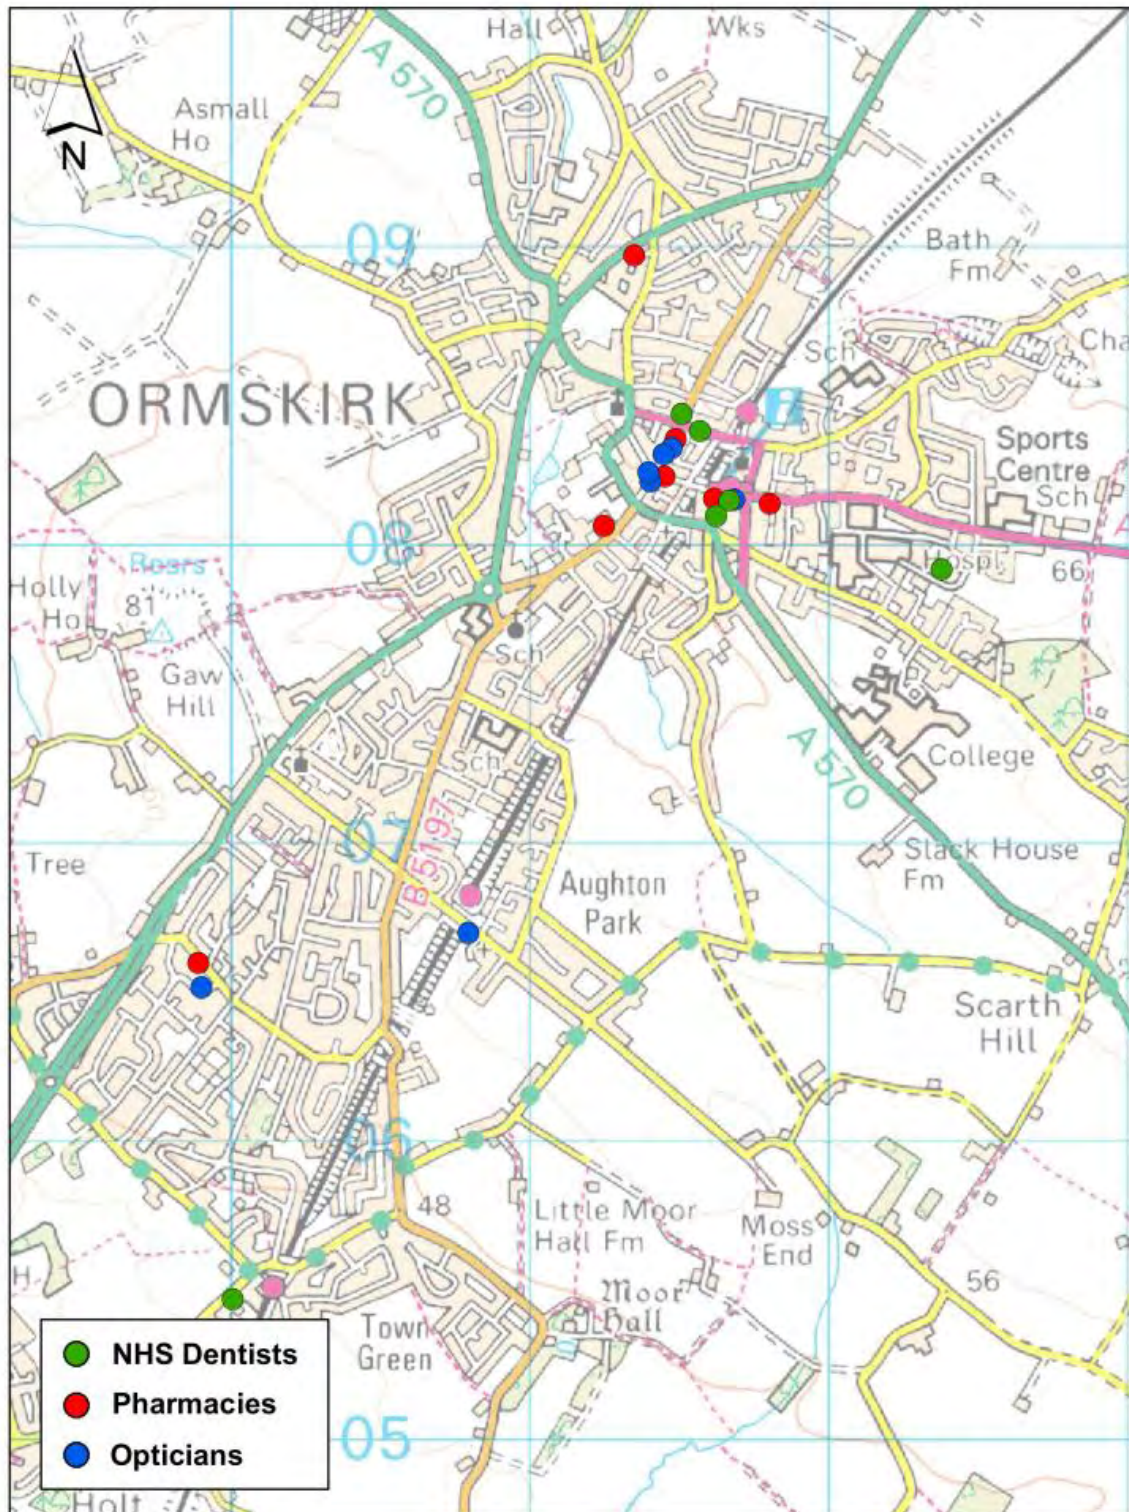 Hall
Wks
A 570
Asmall
Ho
N
09
Bath
Fm
Sch
Cha
ORMSKIRK
Sports
Centre
Sch
A
08
Hospl
66
Holly
Ho
81
Resrs
Gaw
Hill
Sch
Sch
College
A 570
07
B 5197
Tree
Slack House
Fm
Aughton
Park
Scarth
Hill
06
48
Little Moor
Hall Fm
Moss
End
H
56
Moor
Hall
Town
Green
05
NHS Dentists
Pharmacies
Opticians
Holt